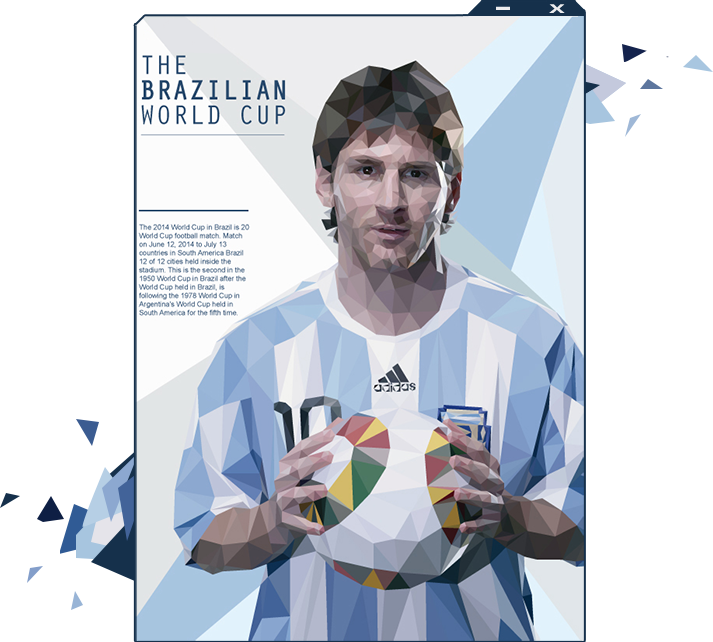 THE
BRAZILIAN
WORLD CUP
The 2014 World Cup in Brazil is 20
World Cup football match. Match
on June 12, 2014 to July 13
countries in South America Brazil
12 of 12 cities held inside the
stadium. This is the second in the
1950 World Cup in Brazil after the
World Cup held in Brazil, is
following the 1978 World Cup in
Argentina's World Cup held in
South America for the fifth time.
adidas
10